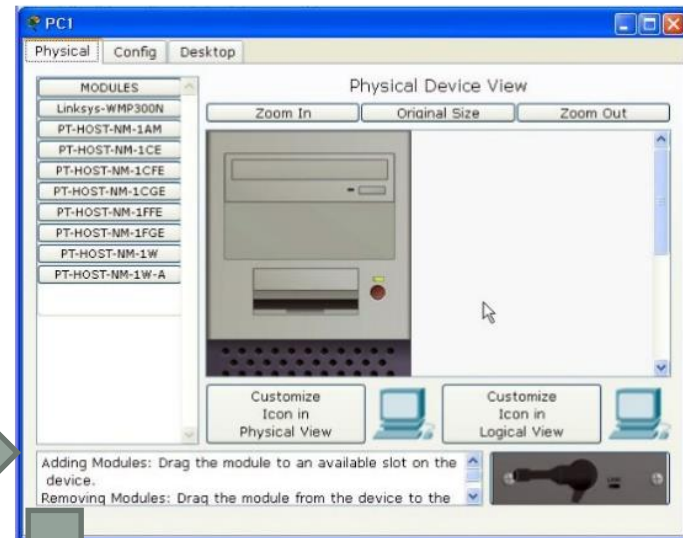 PC1
Physical Config Desktop
MODULES
Linksys-WMP300N
PT-HOST-NM-1AM
PT-HOST-NM-1CE
PT-HOST-NM-1CFE
PT-HOST-NM-1CGE
PT-HOST-NM-1FFE
PT-HOST-NM-1FGE
PT-HOST-NM-1W
PT-HOST-NM-1W-A
Physical Device View
Zoom In Original Size Zoom Out
Customize
Icon in
Physical View
Customize
Icon in
Logical View
Adding Modules: Drag the module to an available slot on the
device.
Removing Modules: Drag the module from the device to the